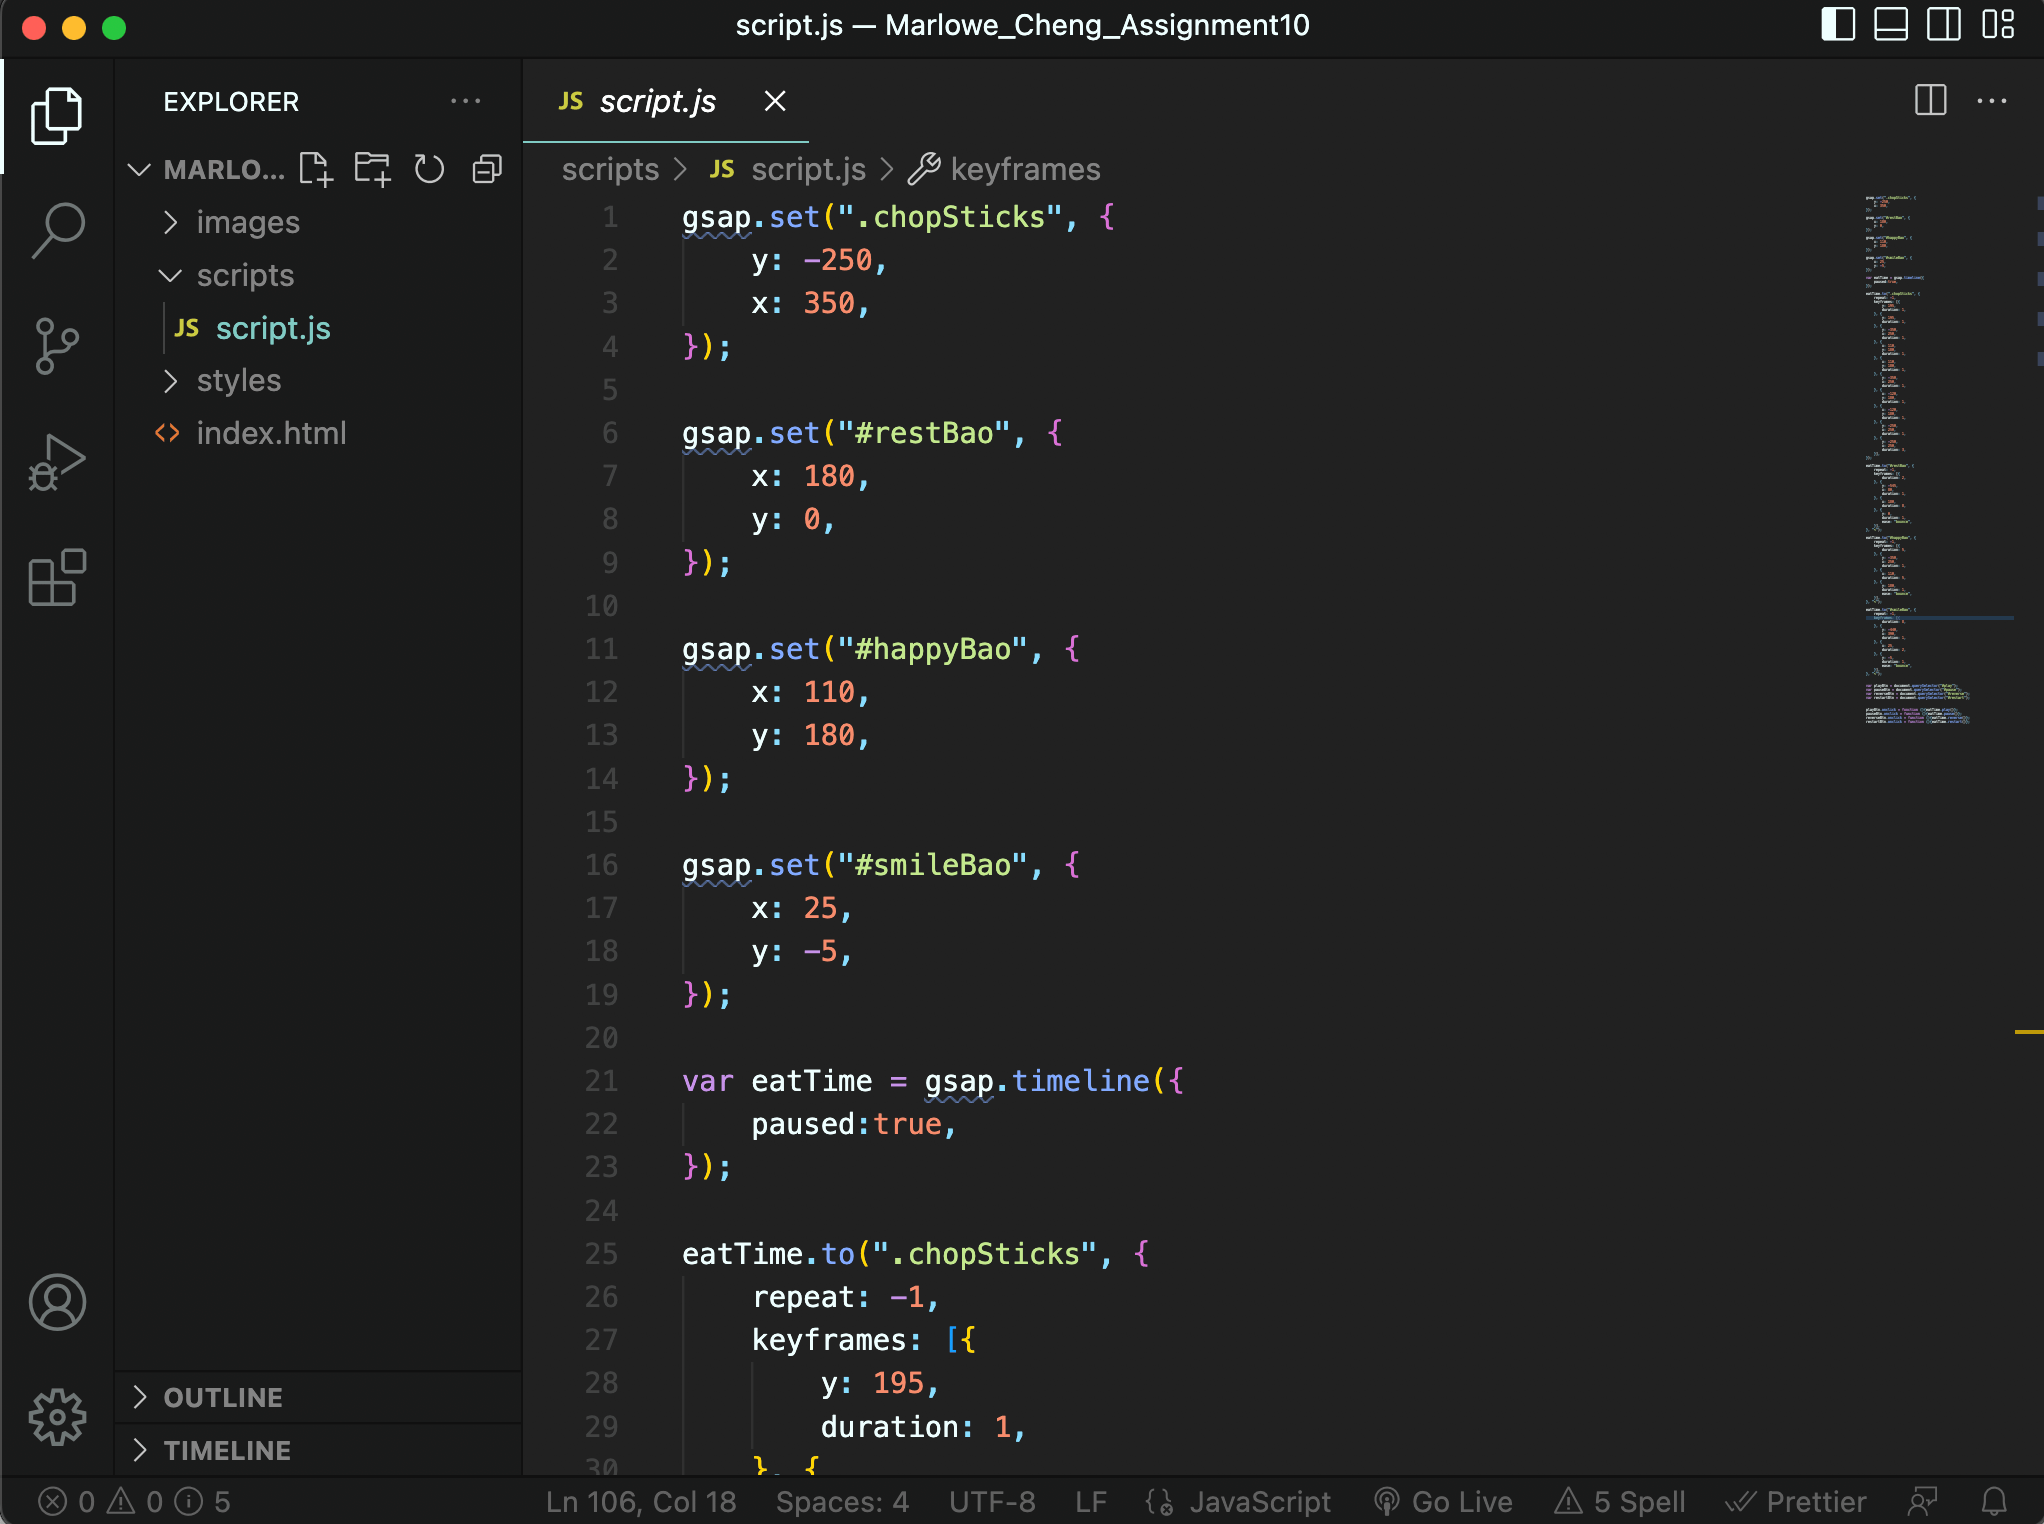 script.js — Marlowe_Cheng_Assignment10
EXPLORER
MARLO...
images
scripts
JS script.js
styles
index.html
OUTLINE
TIMELINE
JS script.js
scripts > JS script.js > keyframes
1 gsap.set(".chopSticks", {
2 y: -250,
3 x: 350,
4 });
5
6 gsap.set("#restBao", {
7 x: 180,
8 y: 0,
9 });
10
11 gsap.set("#happyBao", {
12 x: 110,
13 y: 180,
14 });
15
16 gsap.set("#smileBao", {
17 x: 25,
18 y: -5,
19 });
20
21 var eatTime = gsap.timeline({
22 paused:true,
23 });
24
25 eatTime.to(".chopSticks", {
26 repeat: -1,
27 keyframes: [{
28 y: 195,
29 duration: 1,
30 }, {
0 0 5 Ln 106, Col 18 Spaces: 4 UTF-8 LF JavaScript Go Live 5 Spell Prettier